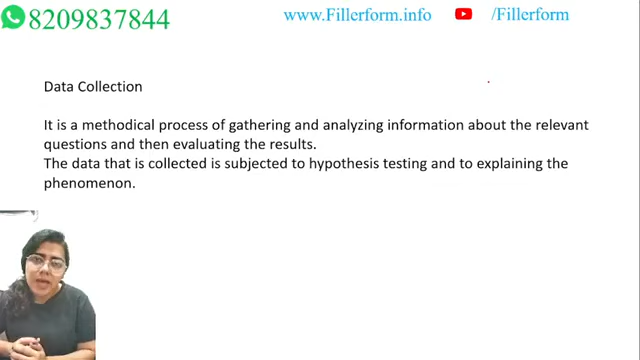 8209837844 www.Fillerform.info /Fillerform
Data Collection
It is a methodical process of gathering and analyzing information about the relevant
questions and then evaluating the results.
The data that is collected is subjected to hypothesis testing and to explaining the
phenomenon.